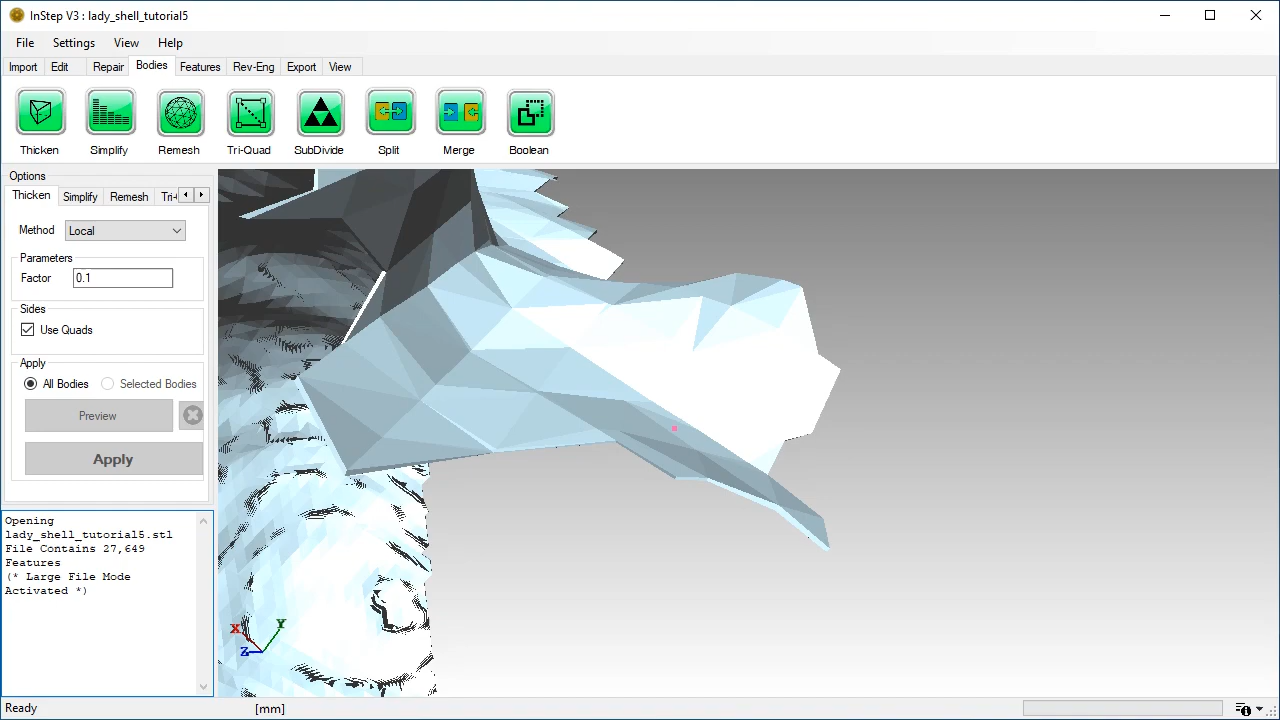 InStep V3 : lady_shell_tutorial5
File Settings View Help
Import Edit Repair Bodies Features Rev-Eng Export View
Thicken Simplify Remesh Tri-Quad SubDivide Split Merge Boolean
Options
Thicken Simplify Remesh Tri-
Method Local
Parameters
Factor 0.1
Sides
Use Quads
Apply
All Bodies Selected Bodies
Preview
Apply
Opening
lady_shell_tutorial5.stl
File Contains 27,649
Features
(* Large File Mode
Activated *)
X Y
Z
Ready [mm]